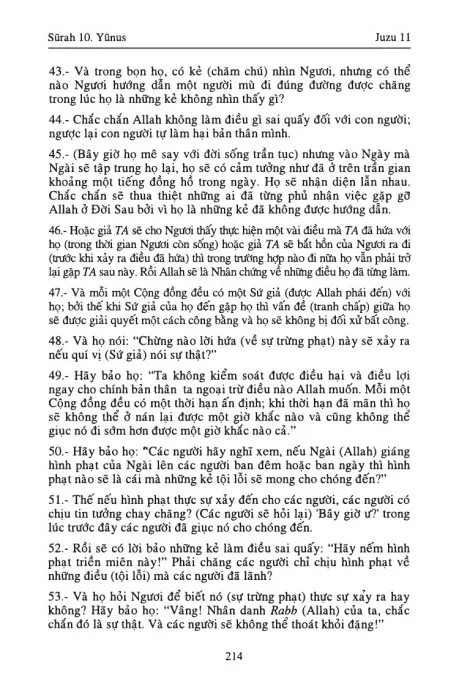 Sūrah 10. Yūnus Juzu 11
43.- Và trong bọn họ, có kẻ (chăm chú) nhìn Ngươi, nhưng có thể
nào Ngươi hướng dẫn một người mù đi đúng đường được chăng
trong lúc họ là những kẻ không nhìn thấy gì?
44.- Chắc chắn Allah không làm điều gì sai quấy đối với con người;
ngược lại con người tự làm hại bản thân mình.
45.- (Bây giờ họ mê say với đời sống trần tục) nhưng vào Ngày mà
Ngài sẽ tập trung họ lại, họ sẽ có cảm tưởng như đã ở trên trần gian
khoảng một tiếng đồng hồ trong ngày. Họ sẽ nhận diện lẫn nhau.
Chắc chắn sẽ thua thiệt những ai đã từng phủ nhận việc gặp gỡ
Allah ở Đời Sau bởi vì họ là những kẻ đã không được hướng dẫn.
46.- Hoặc giả TA sẽ cho Ngươi thấy thực hiện một vài điều mà TA đã hứa với
họ (trong thời gian Ngươi còn sống) hoặc giả TA sẽ bắt hồn của Ngươi ra đi
(trước khi xảy ra điều đã hứa) thì trong trường hợp nào đi nữa họ vẫn phải trở
lại gặp TA sau này. Rồi Allah sẽ là Nhân chứng về những điều họ đã từng làm.
47.- Và mỗi một Cộng đồng đều có một Sứ giả (được Allah phái đến) với
họ; bởi thế khi Sứ giả của họ đến gặp họ thì vấn đề (tranh chấp) giữa họ
sẽ được giải quyết một cách công bằng và họ sẽ không bị đối xử bất công.
48.- Và họ nói: “Chừng nào lời hứa (về sự trừng phạt) này sẽ xảy ra
nếu quí vị (Sứ giả) nói sự thật?”
49.- Hãy bảo họ: “Ta không kiểm soát được điều hại và điều lợi
ngay cho chính bản thân ta ngoại trừ điều nào Allah muốn. Mỗi một
Cộng đồng đều có một thời hạn ấn định; khi thời hạn đã mãn thì họ
sẽ không thể ở nán lại được một giờ khắc nào và cũng không thể
giục nó đi sớm hơn được một giờ khắc nào cả.”
50.- Hãy bảo họ: “Các người hãy nghĩ xem, nếu Ngài (Allah) giáng
hình phạt của Ngài lên các người ban đêm hoặc ban ngày thì hình
phạt nào sẽ là cái mà những kẻ tội lỗi sẽ mong cho chóng đến?”
51.- Thế nếu hình phạt thực sự xảy đến cho các người, các người có
chịu tin tưởng chay chăng? (Các người sẽ hỏi lại) 'Bây giờ ư?' trong
lúc trước đây các người đã giục nó cho chóng đến.
52.- Rồi sẽ có lời bảo những kẻ làm điều sai quấy: “Hãy nếm hình
phạt triền miên này!” Phải chăng các người chỉ chịu hình phạt về
những điều (tội lỗi) mà các người đã lãnh?
53.- Và họ hỏi Ngươi để biết nó (sự trừng phạt) thực sự xảy ra hay
không? Hãy bảo họ: “Vâng! Nhân danh Rabb (Allah) của ta, chắc
chắn đó là sự thật. Và các người sẽ không thể thoát khỏi đặng!”
214